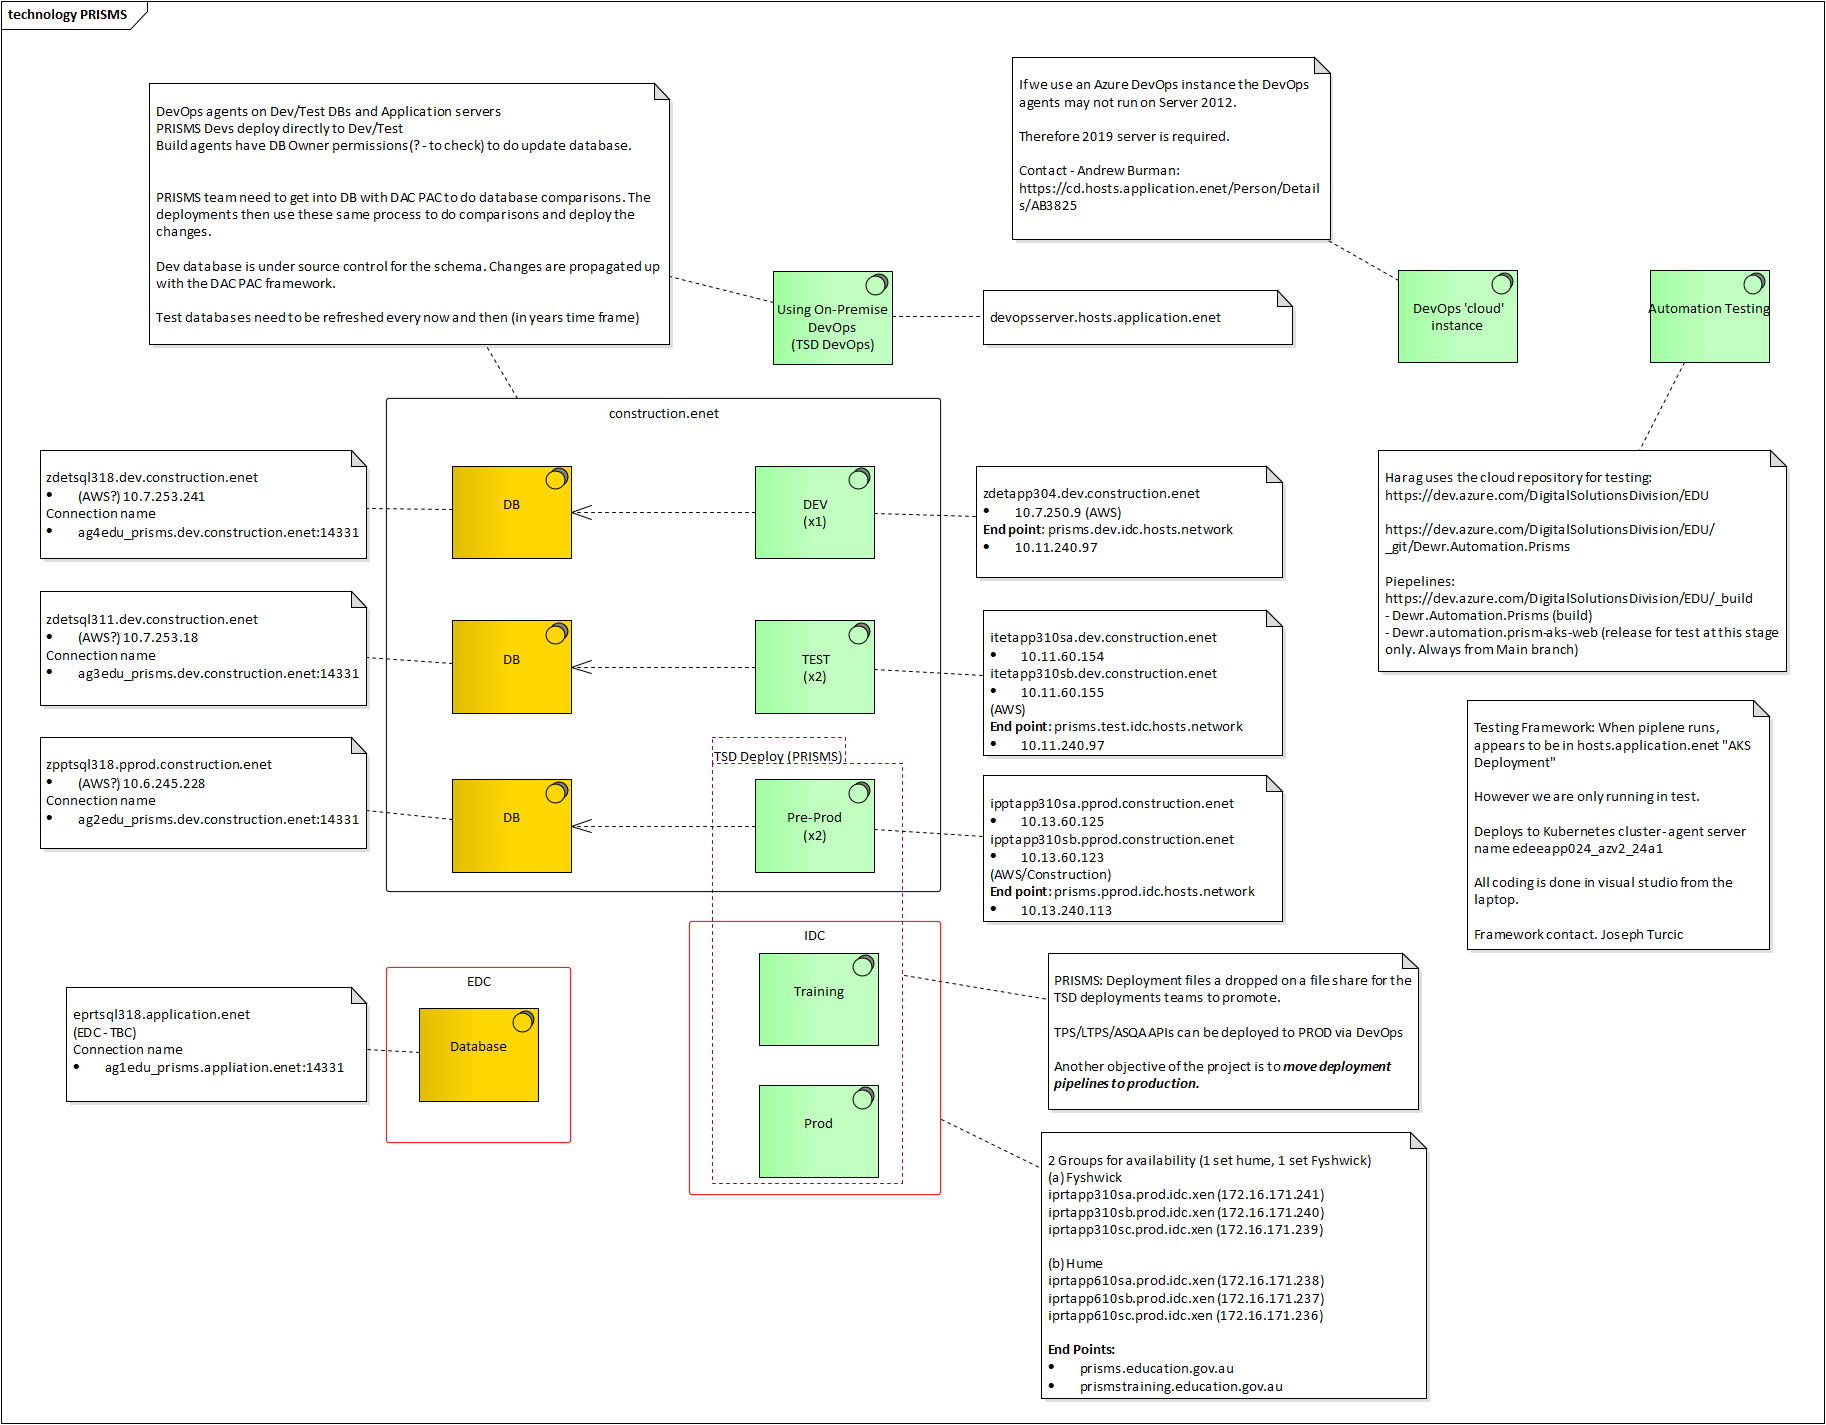 technology PRISMS
DevOps agents on Dev/Test DBs and Application servers
PRISMS Devs deploy directly to Dev/Test
Build agents have DB Owner permissions (? - to check) to do update database.
PRISMS team need to get into DB with DAC PAC to do database comparisons. The
deployments then use these same process to do comparisons and deploy the
changes.
Dev database is under source control for the schema. Changes are propagated up
with the DAC PAC framework.
Test databases need to be refreshed every now and then (in years time frame)
If we use an Azure DevOps instance the DevOps
agents may not run on Server 2012.
Therefore 2019 server is required.
Contact - Andrew Burman:
https://cd.hosts.application.enet/Person/Detail
s/AB3825
Using On-Premise
DevOps
(TSD DevOps)
devopsserver.hosts.application.enet
DevOps 'cloud'
instance
Automation Testing
construction.enet
zdetsql318.dev.construction.enet
• (AWS?) 10.7.253.241
Connection name
• ag4edu_prisms.dev.construction.enet:14331
DB
DEV
(x1)
zdetapp304.dev.construction.enet
• 10.7.250.9 (AWS)
End point: prisms.dev.idc.hosts.network
• 10.11.240.97
Harag uses the cloud repository for testing:
https://dev.azure.com/DigitalSolutionsDivision/EDU
https://dev.azure.com/DigitalSolutionsDivision/EDU/
_git/Dewr.Automation.Prisms
Piepelines:
https://dev.azure.com/DigitalSolutionsDivision/EDU/_build
- Dewr.Automation.Prisms (build)
- Dewr.automation.prism-aks-web (release for test at this stage
only. Always from Main branch)
zdetsql311.dev.construction.enet
• (AWS?) 10.7.253.18
Connection name
• ag3edu_prisms.dev.construction.enet:14331
DB
TEST
(x2)
itetapp310sa.dev.construction.enet
• 10.11.60.154
itetapp310sb.dev.construction.enet
• 10.11.60.155
(AWS)
End point: prisms.test.idc.hosts.network
• 10.11.240.97
Testing Framework: When piplene runs,
appears to be in hosts.application.enet "AKS
Deployment"
However we are only running in test.
Deploys to Kubernetes cluster-agent server
name edeeapp024_azv2_24a1
All coding is done in visual studio from the
laptop.
Framework contact. Joseph Turcic
zpptsql318.pprod.construction.enet
• (AWS?) 10.6.245.228
Connection name
• ag2edu_prisms.dev.construction.enet:14331
DB
TSD Deploy (PRISMS)
Pre-Prod
(x2)
ipptapp310sa.pprod.construction.enet
• 10.13.60.125
ipptapp310sb.pprod.construction.enet
• 10.13.60.123
(AWS/Construction)
End point: prisms.pprod.idc.hosts.network
• 10.13.240.113
eprtsql318.application.enet
(EDC - TBC)
Connection name
• ag1edu_prisms.appliation.enet:14331
EDC
Database
IDC
Training
Prod
PRISMS: Deployment files a dropped on a file share for the
TSD deployments teams to promote.
TPS/LTPS/ASQA APIs can be deployed to PROD via DevOps
Another objective of the project is to move deployment
pipelines to production.
2 Groups for availability (1 set hume, 1 set Fyshwick)
(a) Fyshwick
iprtapp310sa.prod.idc.xen (172.16.171.241)
iprtapp310sb.prod.idc.xen (172.16.171.240)
iprtapp310sc.prod.idc.xen (172.16.171.239)
(b) Hume
iprtapp610sa.prod.idc.xen (172.16.171.238)
iprtapp610sb.prod.idc.xen (172.16.171.237)
iprtapp610sc.prod.idc.xen (172.16.171.236)
End Points:
• prisms.education.gov.au
• prismstraining.education.gov.au